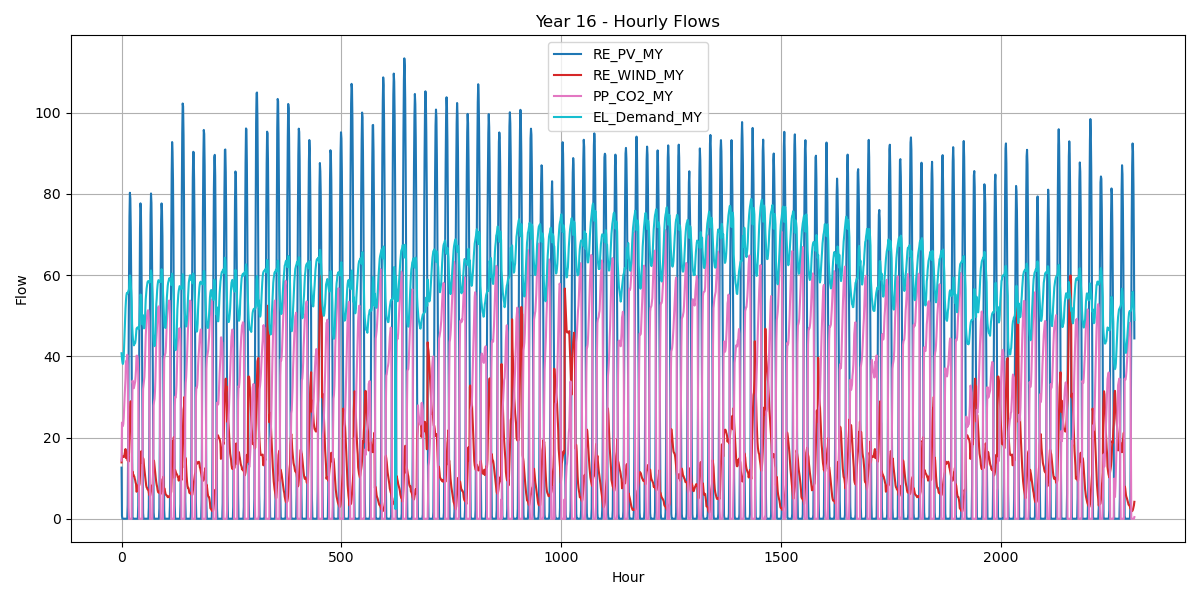 Year 16 - Hourly Flows
RE_PV_MY
RE_WIND_MY
PP_CO2_MY
EL_Demand_MY
100
80
60
40
20
0
Flow
0
500
1000
1500
2000
Hour